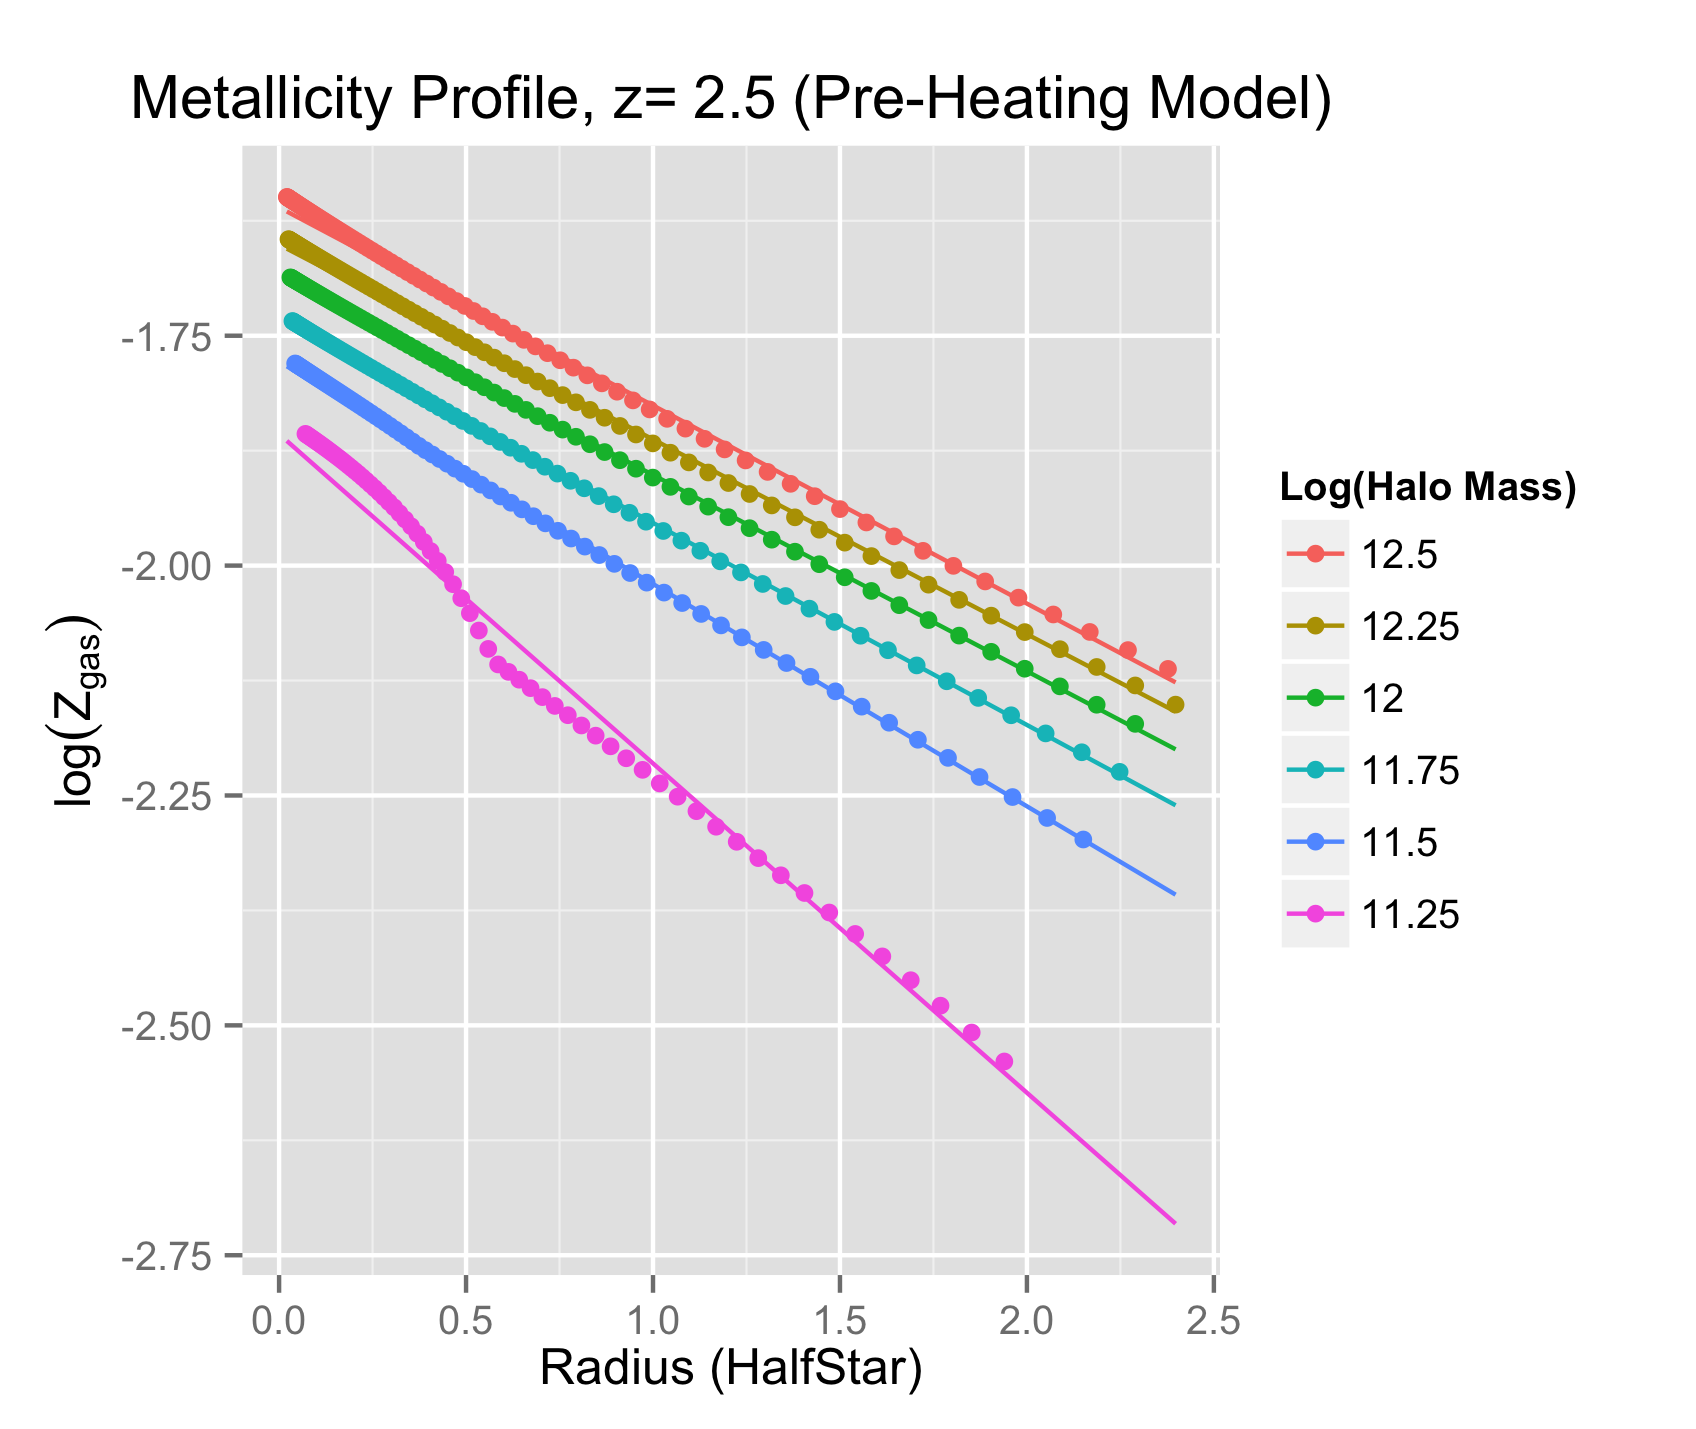 Metallicity Profile, z= 2.5 (Pre-Heating Model)
-1.75
-2.00
-2.25
-2.50
-2.75
log(Zgas)
0.0 0.5 1.0 1.5 2.0 2.5
Radius (HalfStar)
Log(Halo Mass)
12.5
12.25
12
11.75
11.5
11.25